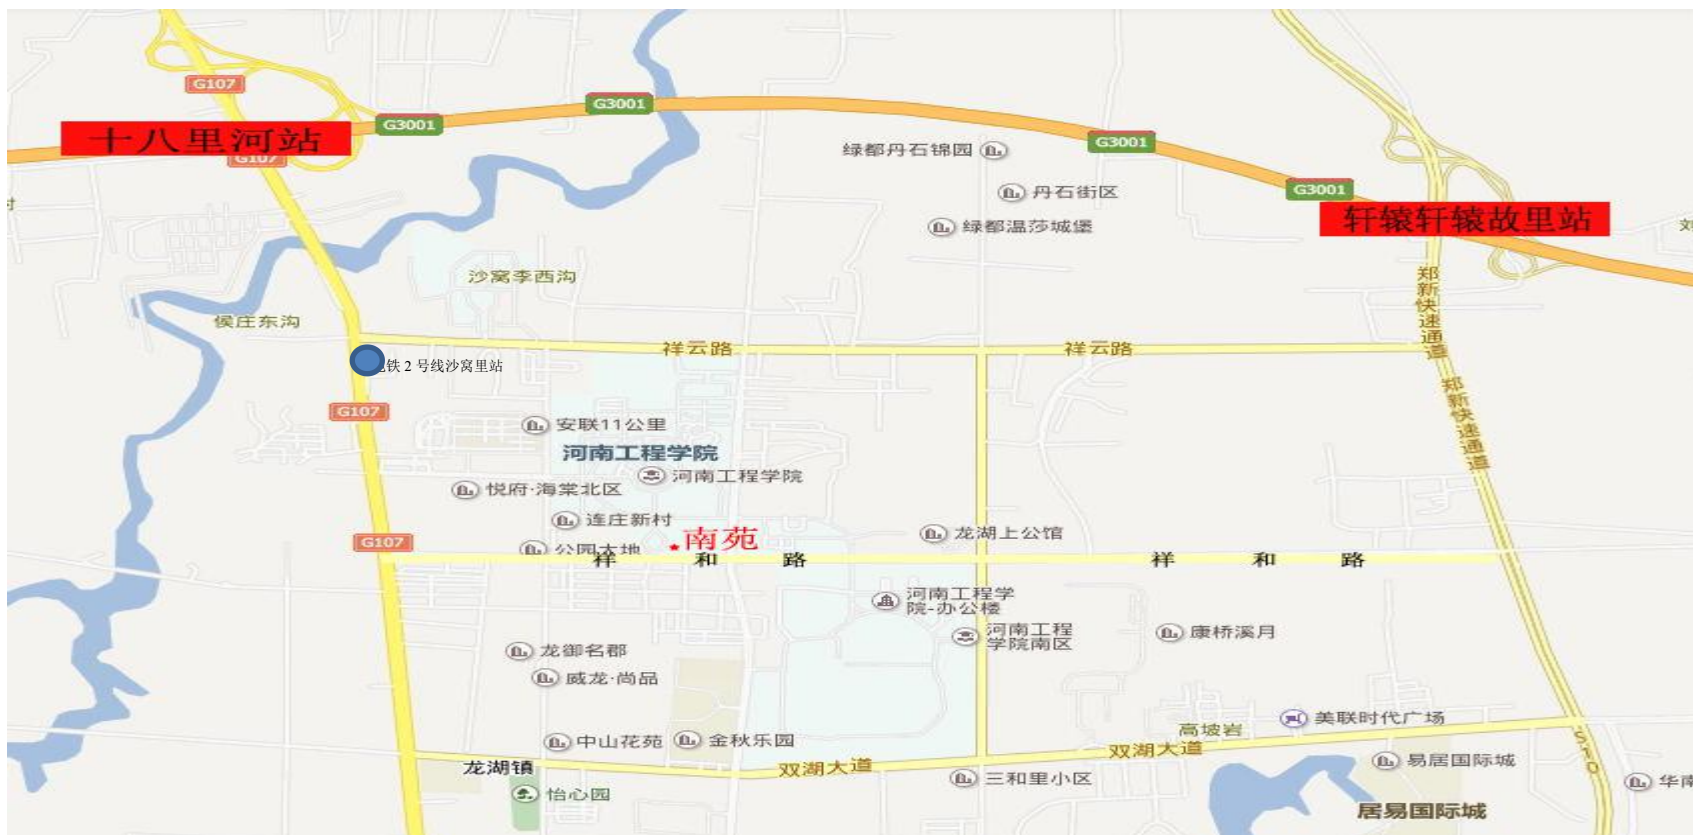 G107
G3001
G3001
十八里河站
G107
G3001
绿都丹石锦园
丹石街区
G3001
绿都温莎城堡
轩辕轩辕故里站
沙窝李西沟
郑新快速通道
侯庄东沟
祥云路
祥云路
铁 2 号线沙窝里站
郑新快速通道
G107
安联11公里
河南工程学院
河南工程学院
悦府·海棠北区
连庄新村
龙湖上公馆
南苑
G107
祥和路
祥和路
河南工程学
院-办公楼
河南工程
学院南区
康桥溪月
龙御名郡
威龙·尚品
美联时代广场
高坡岩
中山花苑
金秋乐园
双湖大道
双湖大道
S102
龙湖镇
三和里小区
易居国际城
怡心园
居易国际城